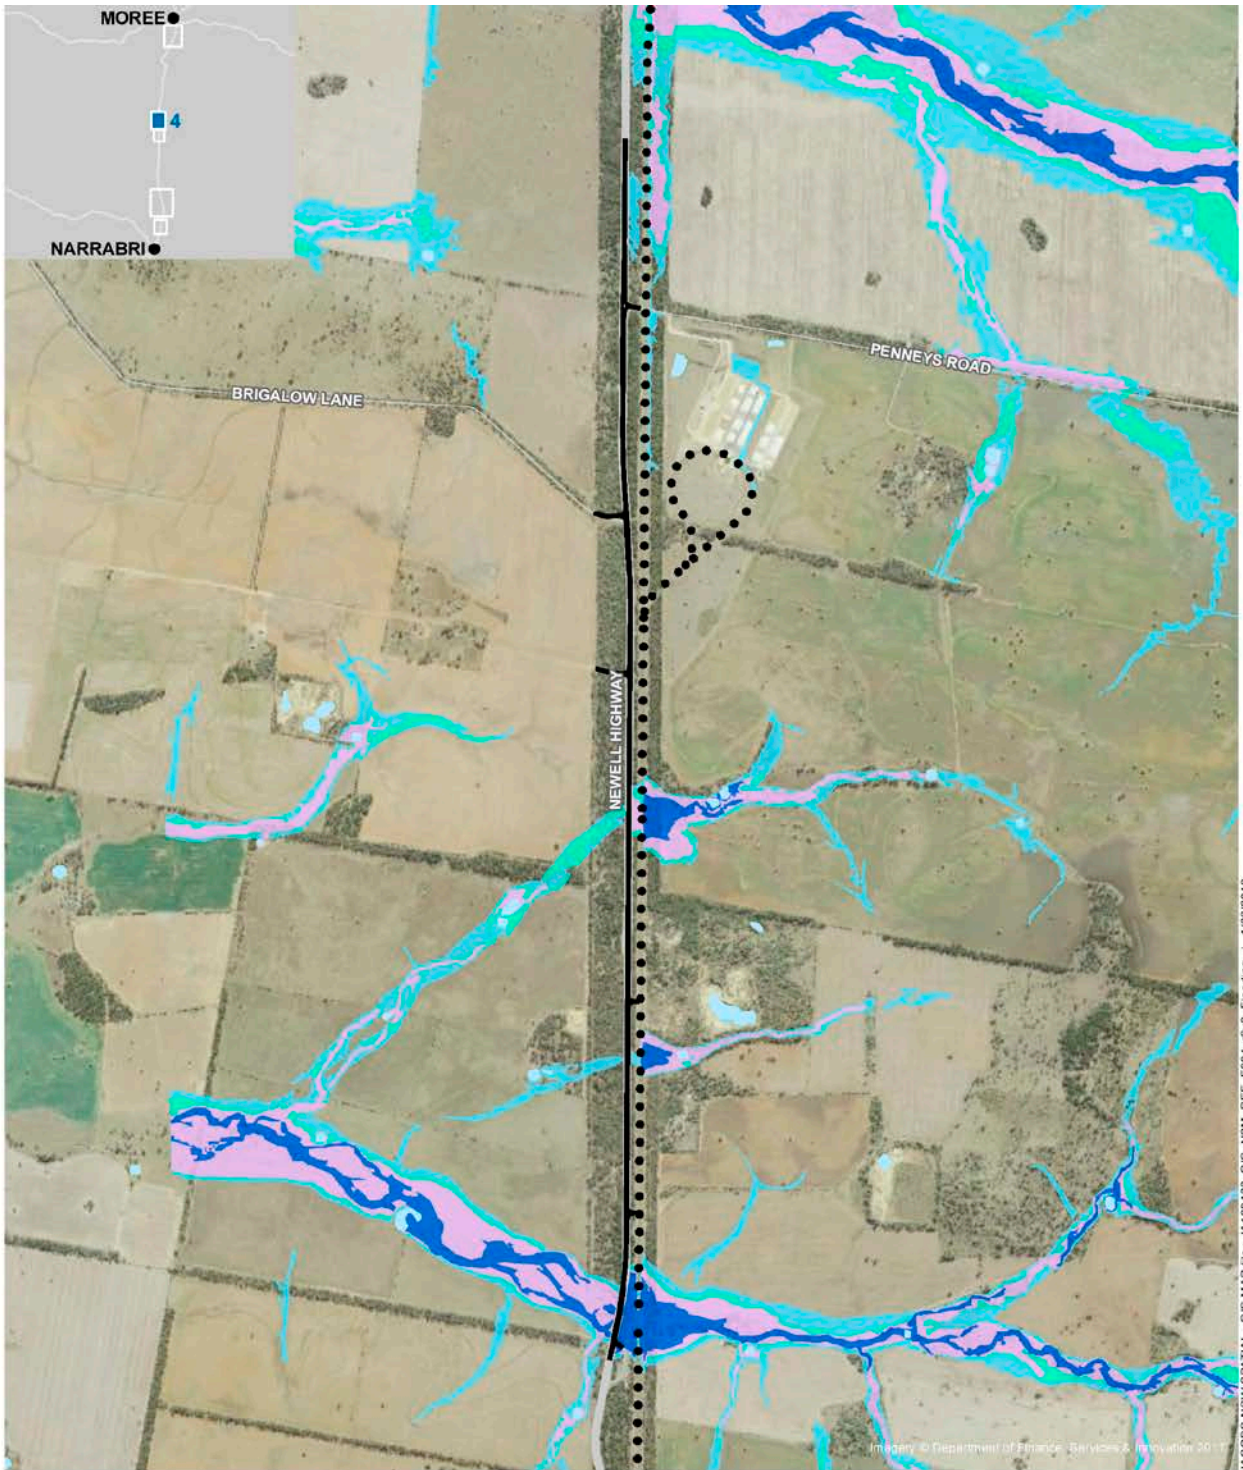 MOREE
4
NARRABRI
PENNEYS ROAD
BRIGALOW LANE
NEWELL HIGHWAY
Imagery © Department of Finance, Services & Innovation 2017